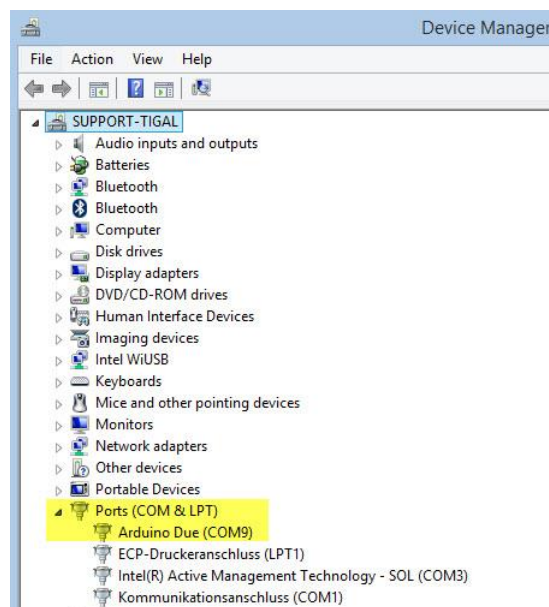 Device Manager
File Action View Help
SUPPORT-TIGAL
Audio inputs and outputs
Batteries
Bluetooth
Bluetooth
Computer
Disk drives
Display adapters
DVD/CD-ROM drives
Human Interface Devices
Imaging devices
Intel WiUSB
Keyboards
Mice and other pointing devices
Monitors
Network adapters
Other devices
Portable Devices
Ports (COM & LPT)
Arduino Due (COM9)
ECP-Druckeranschluss (LPT1)
Intel(R) Active Management Technology - SOL (COM3)
Kommunikationsanschluss (COM1)